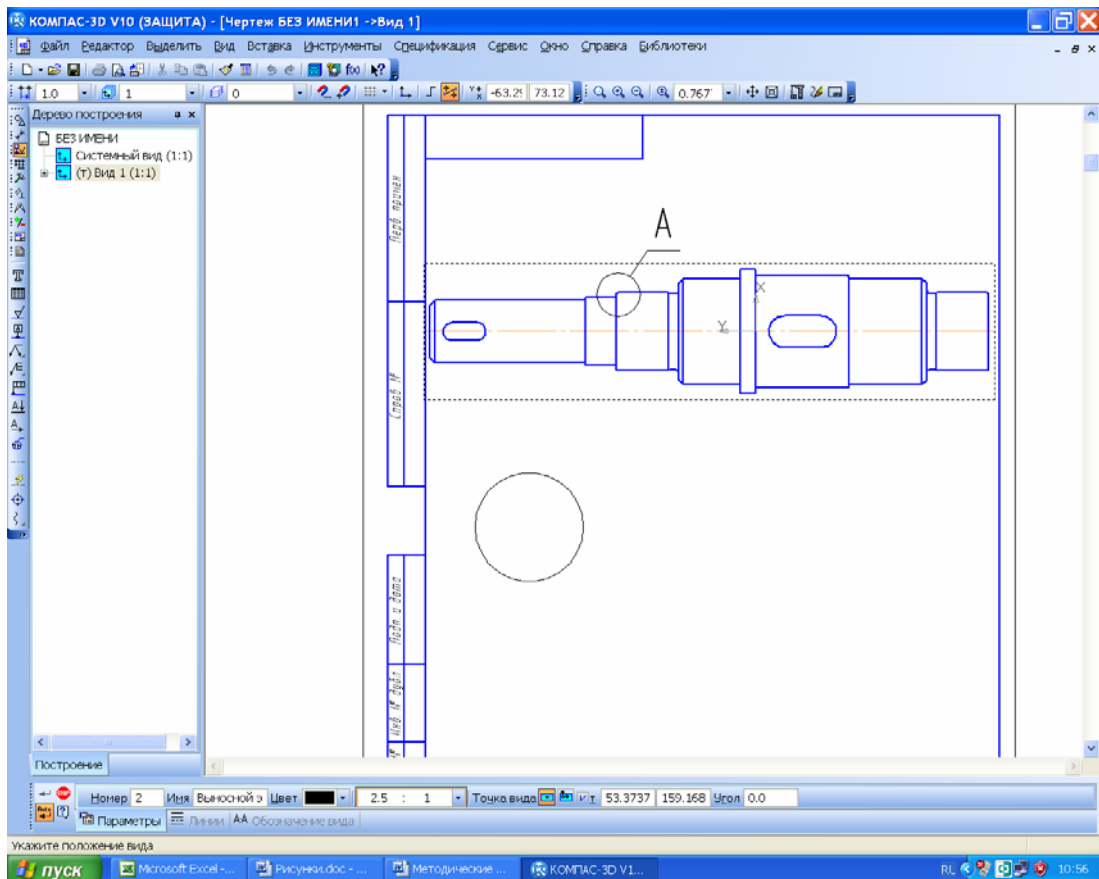 КОМПАС-3D V10 (ЗАЩИТА) - [Чертеж БЕЗ ИМЕНИ1 ->Вид 1]
Файл Редактор Выделить Вид Вставка Инструменты Спецификация Сервис Окно Справка Библиотеки
1.0 1 0 -63.29 73.12 0.767
Дерево построения
БЕЗ ИМЕНИ
Системный вид (1:1)
(т) Вид 1 (1:1)
Перв. примен.
A
X
Y
Справ. №
Подп. и дата
Инв. № дубл.
Построение
Номер 2 Имя Выносной э Цвет 2.5 : 1 Точка вида т 53.3737 159.168 Угол 0.0
Параметры Линии Обозначение вида
Укажите положение вида
пуск Microsoft Excel -... Рисунки.doc - ... Методические ... КОМПАС-3D V1... RL 10:56